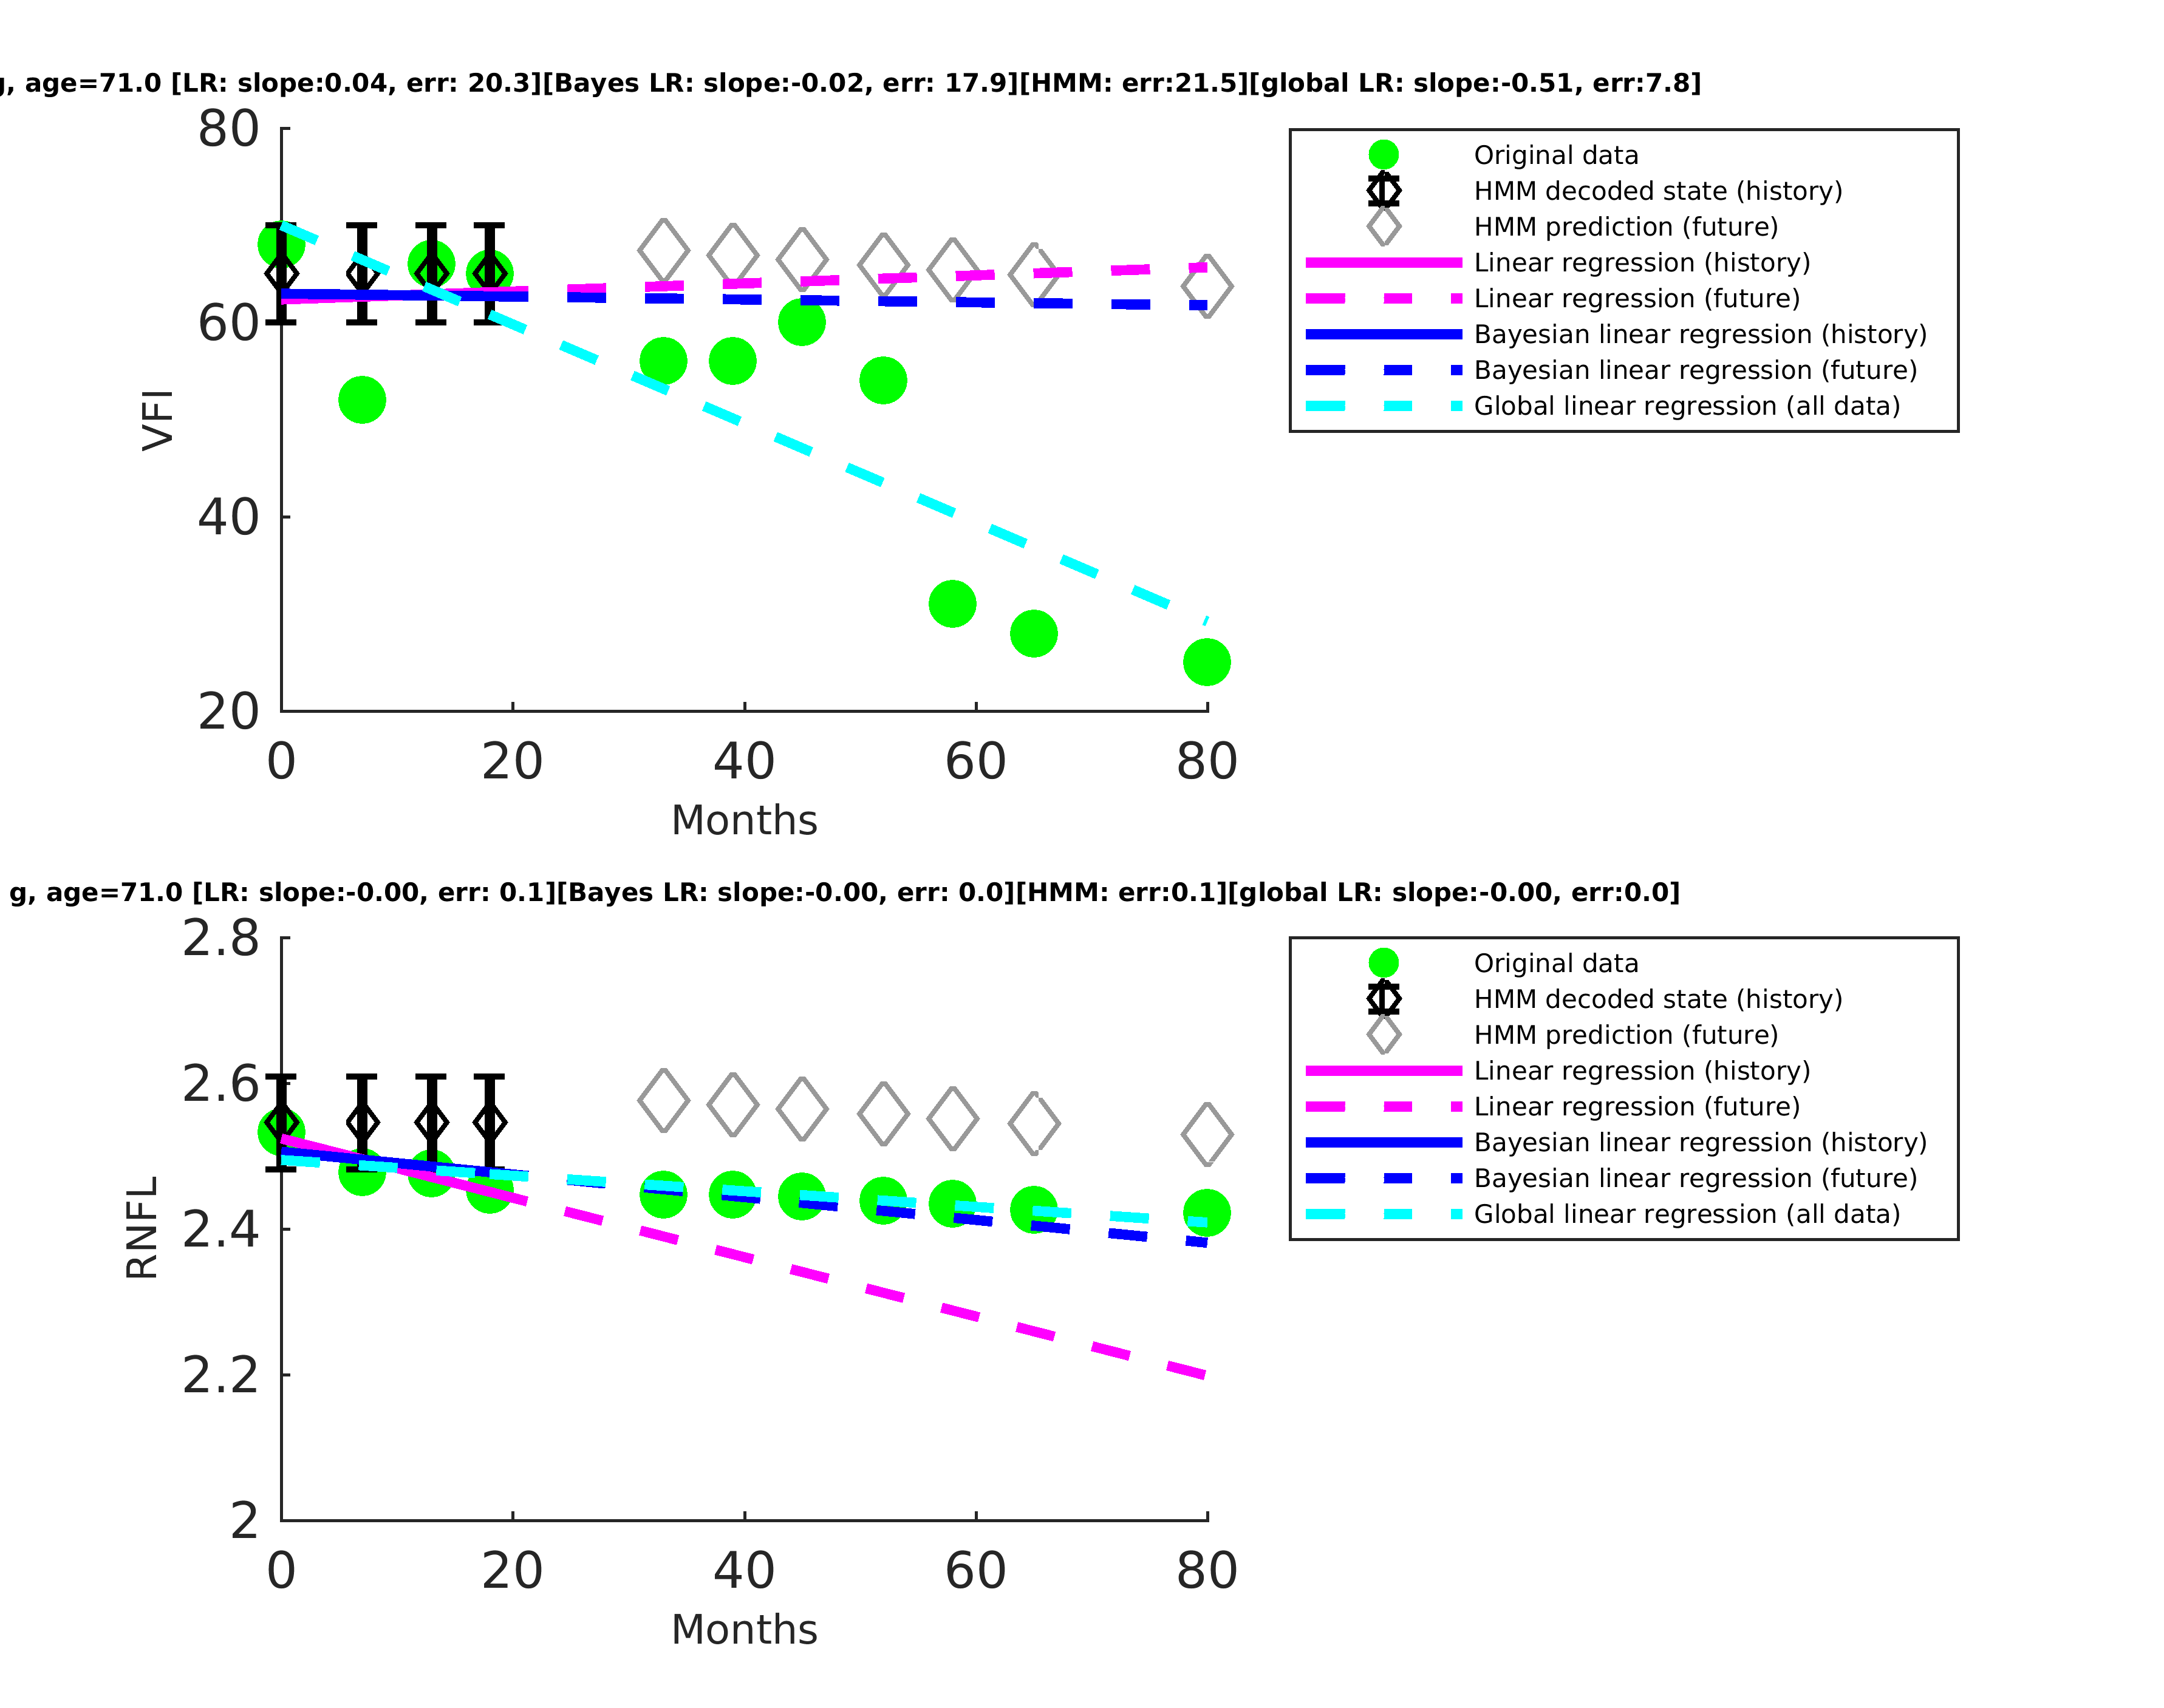 g, age=71.0 [LR: slope:0.04, err: 20.3][Bayes LR: slope:-0.02, err: 17.9][HMM: err:21.5][global LR: slope:-0.51, err:7.8]
80
60
40
20
VFI
0 20 40 60 80
Months
Original data
HMM decoded state (history)
HMM prediction (future)
Linear regression (history)
Linear regression (future)
Bayesian linear regression (history)
Bayesian linear regression (future)
Global linear regression (all data)
g, age=71.0 [LR: slope:-0.00, err: 0.1][Bayes LR: slope:-0.00, err: 0.0][HMM: err:0.1][global LR: slope:-0.00, err:0.0]
2.8
2.6
2.4
2.2
2
RNFL
0 20 40 60 80
Months
Original data
HMM decoded state (history)
HMM prediction (future)
Linear regression (history)
Linear regression (future)
Bayesian linear regression (history)
Bayesian linear regression (future)
Global linear regression (all data)